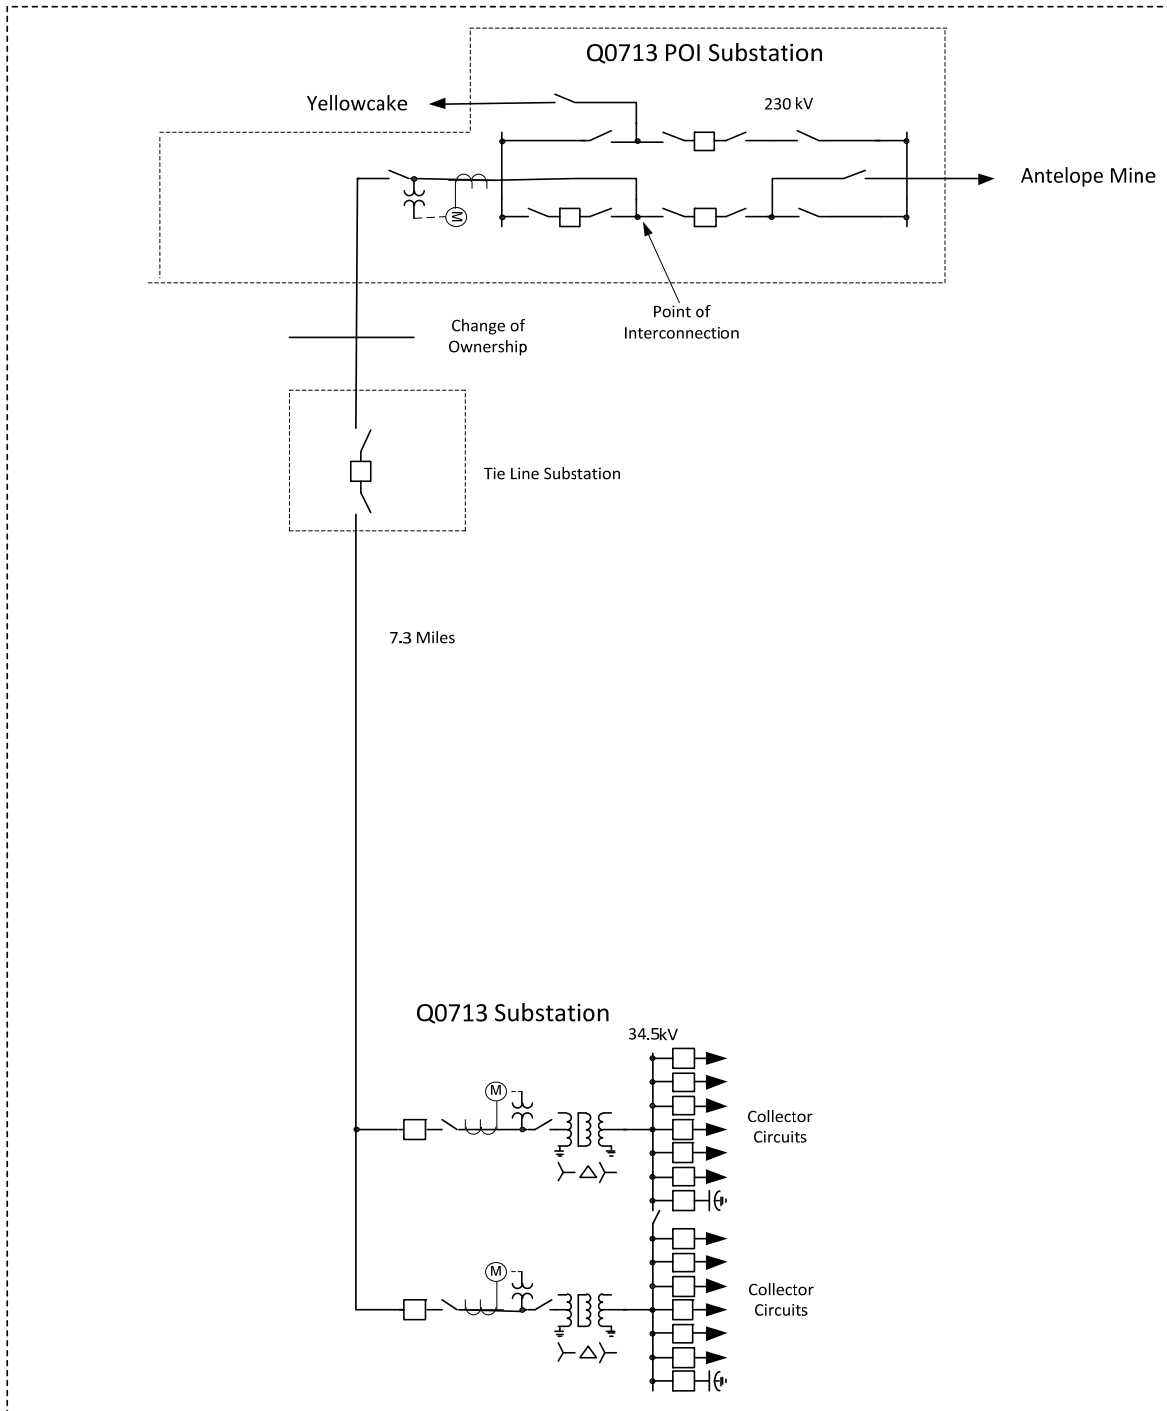 Q0713 POI Substation
Yellowcake
230 kV
Antelope Mine
M
Point of
Interconnection
Change of
Ownership
Tie Line Substation
7.3 Miles
Q0713 Substation
34.5kV
M
Collector
Circuits
M
Collector
Circuits